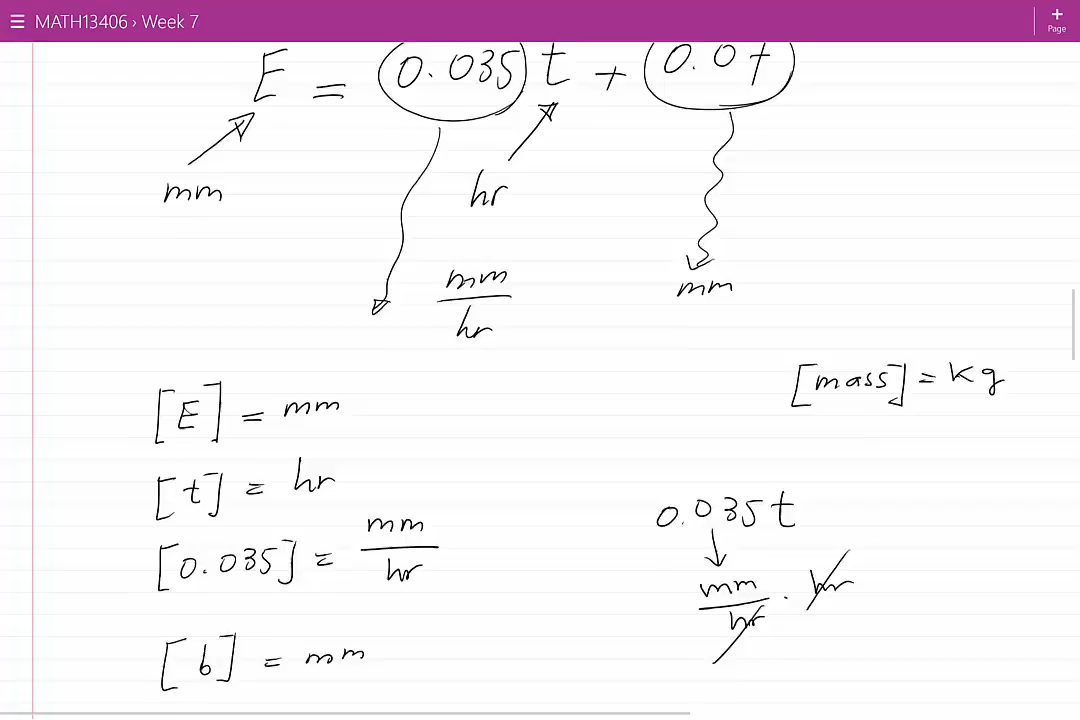 ☰ MATH13406 › Week 7
+
Page
E = 0.035 t + 0.07
mm
hr
mm
hr
mm
[mass] = kg
[E] = mm
[t] = hr
[0.035] = mm
hr
0.035 t
mm . hr
hr
[b] = mm